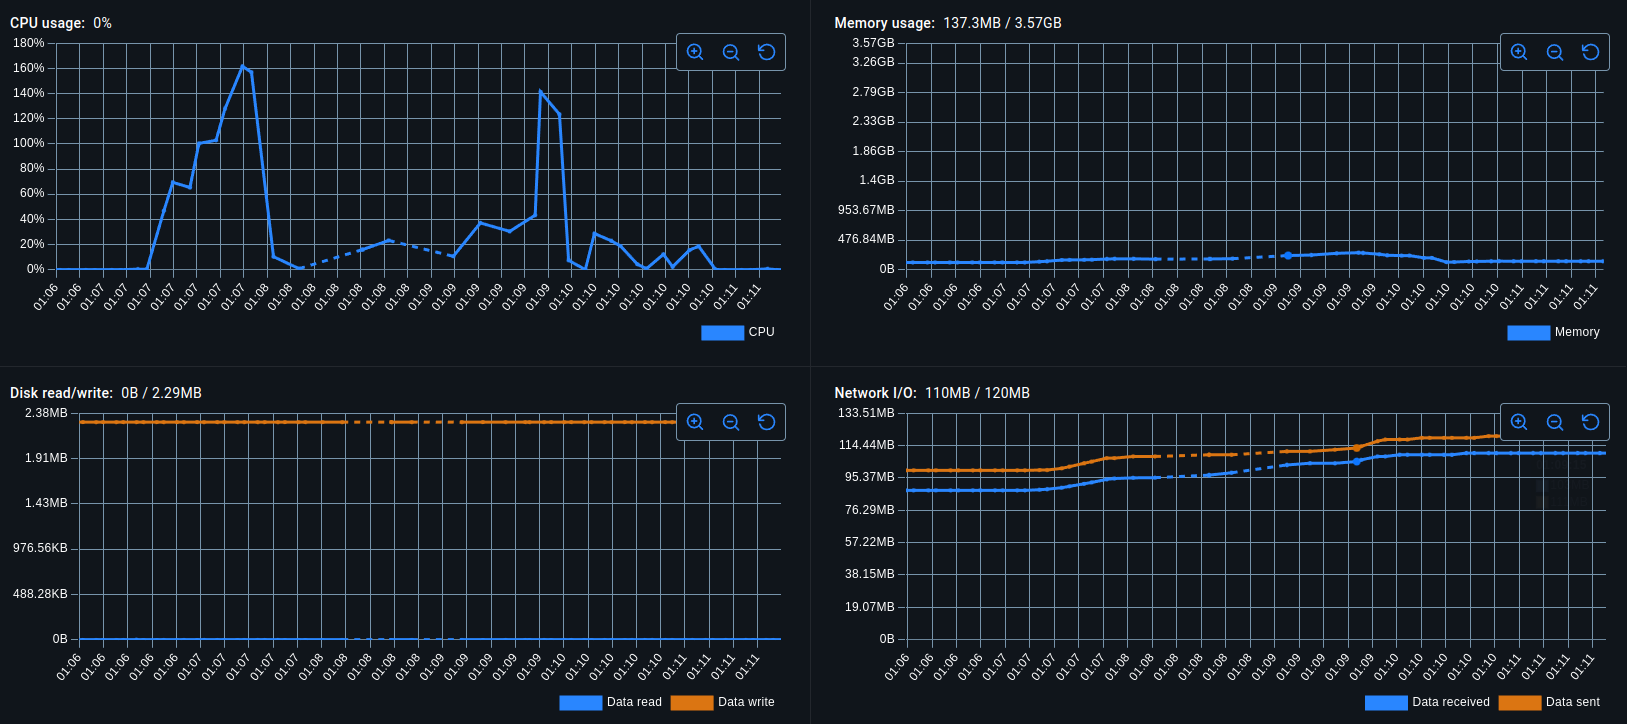 CPU usage: 0%
180%
160%
140%
120%
100%
80%
60%
40%
20%
0%
01:06 01:06 01:07 01:07 01:07 01:07 01:07 01:07 01:07 01:08 01:08 01:08 01:08 01:08 01:08 01:08 01:09 01:09 01:09 01:09 01:09 01:09 01:10 01:10 01:10 01:10 01:10 01:10 01:10 01:11 01:11
CPU
Memory usage: 137.3MB / 3.57GB
3.57GB
3.26GB
2.79GB
2.33GB
1.86GB
1.4GB
953.67MB
476.84MB
0B
01:06 01:06 01:06 01:06 01:07 01:07 01:07 01:07 01:07 01:08 01:08 01:08 01:08 01:08 01:08 01:09 01:09 01:09 01:09 01:09 01:10 01:10 01:10 01:10 01:10 01:11 01:11 01:11 01:11
Memory
Disk read/write: 0B / 2.29MB
2.38MB
1.91MB
1.43MB
976.56KB
488.28KB
0B
01:06 01:06 01:06 01:06 01:06 01:07 01:07 01:07 01:07 01:07 01:08 01:08 01:08 01:08 01:08 01:09 01:09 01:09 01:09 01:09 01:10 01:10 01:10 01:10 01:10 01:11 01:11 01:11 01:11
Data read
Data write
Network I/O: 110MB / 120MB
133.51MB
114.44MB
95.37MB
76.29MB
57.22MB
38.15MB
19.07MB
0B
01:06 01:06 01:06 01:06 01:07 01:07 01:07 01:07 01:07 01:08 01:08 01:08 01:08 01:08 01:09 01:09 01:09 01:09 01:09 01:09 01:10 01:10 01:10 01:10 01:10 01:11 01:11 01:11 01:11
Data received
Data sent